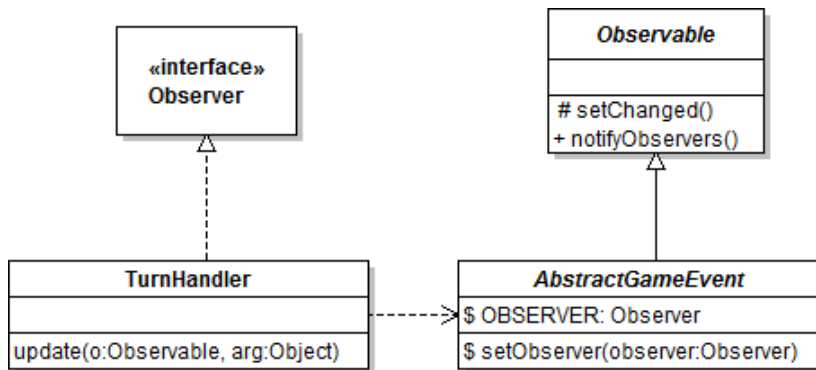 «interface»
Observer
Observable
# setChanged()
+ notifyObservers()
TurnHandler
update(o:Observable, arg:Object)
AbstractGameEvent
$ OBSERVER: Observer
$ setObserver(observer:Observer)